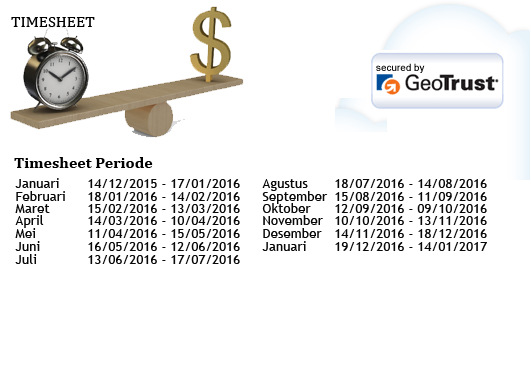 TIMESHEET
$
secured by
GeoTrust
Timesheet Periode
Januari 14/12/2015 - 17/01/2016
Februari 18/01/2016 - 14/02/2016
Maret 15/02/2016 - 13/03/2016
April 14/03/2016 - 10/04/2016
Mei 11/04/2016 - 15/05/2016
Juni 16/05/2016 - 12/06/2016
Juli 13/06/2016 - 17/07/2016
Agustus 18/07/2016 - 14/08/2016
September 15/08/2016 - 11/09/2016
Oktober 12/09/2016 - 09/10/2016
November 10/10/2016 - 13/11/2016
Desember 14/11/2016 - 18/12/2016
Januari 19/12/2016 - 14/01/2017